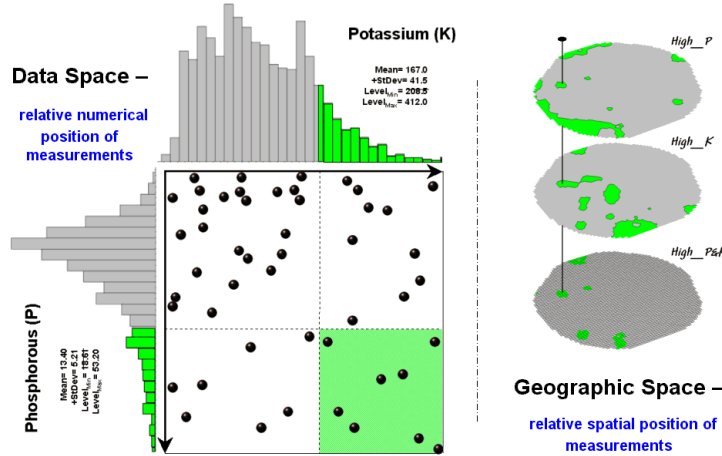 Potassium (K)
Mean= 167.0
+StDev= 41.5
LevelMin = 208.5
LevelMax= 412.0
Data Space –
relative numerical
position of
measurements
Phosphorous (P)
Mean= 13.40
+StDev= 5.21
LevelMin = 18.61
LevelMax= 53.20
High_P
High_K
High_P&K
Geographic Space –
relative spatial position of
measurements